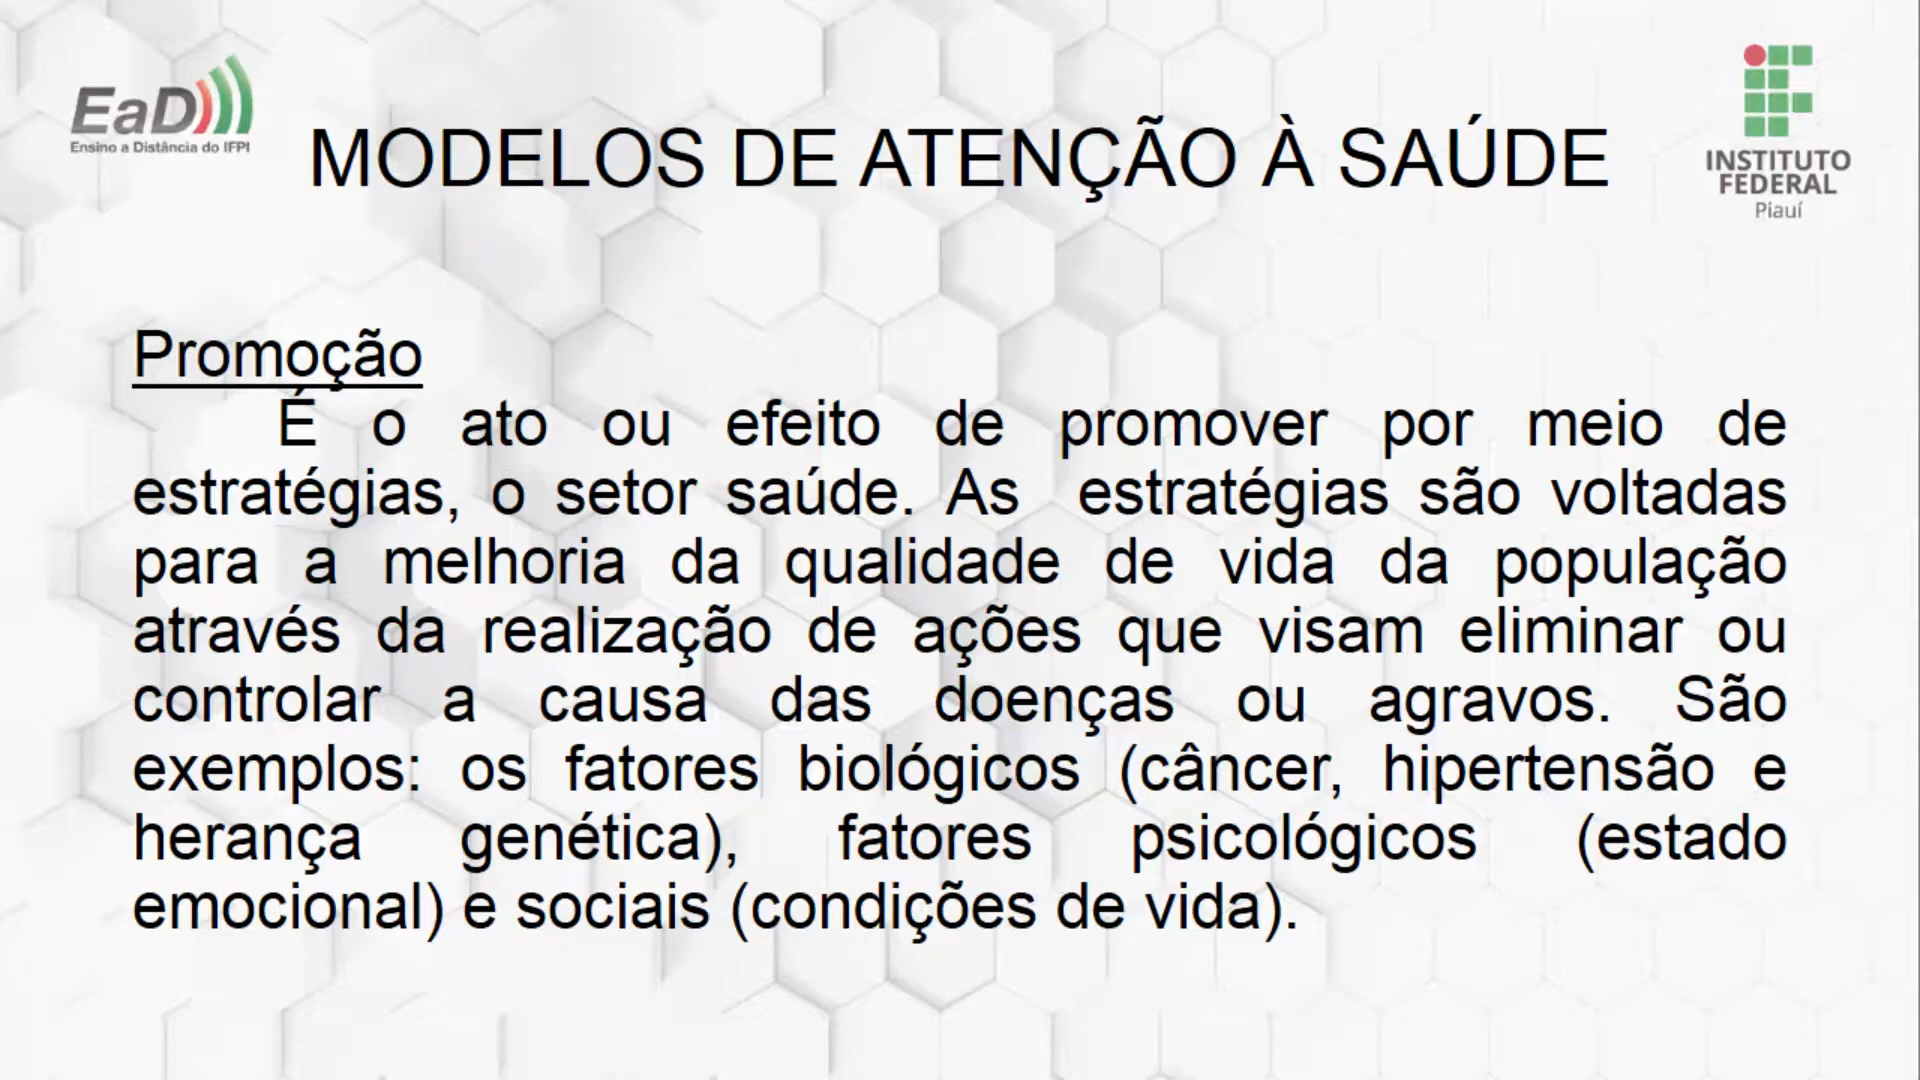 EaD
Ensino a Distância do IFPI
MODELOS DE ATENÇÃO À SAÚDE
INSTITUTO
FEDERAL
Piauí
Promoção
É o ato ou efeito de promover por meio de
estratégias, o setor saúde. As estratégias são voltadas
para a melhoria da qualidade de vida da população
através da realização de ações que visam eliminar ou
controlar a causa das doenças ou agravos. São
exemplos: os fatores biológicos (câncer, hipertensão e
herança genética), fatores psicológicos (estado
emocional) e sociais (condições de vida).